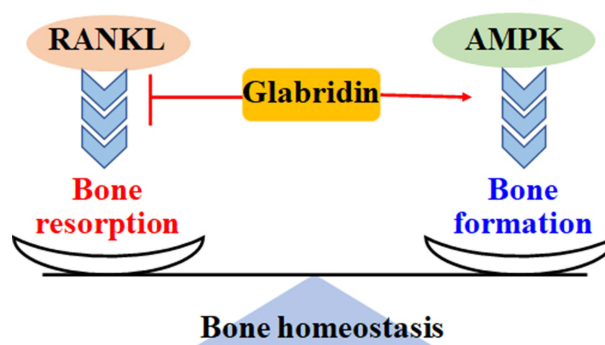 RANKL
AMPK
Glabridin
Bone
resorption
Bone
formation
Bone homeostasis